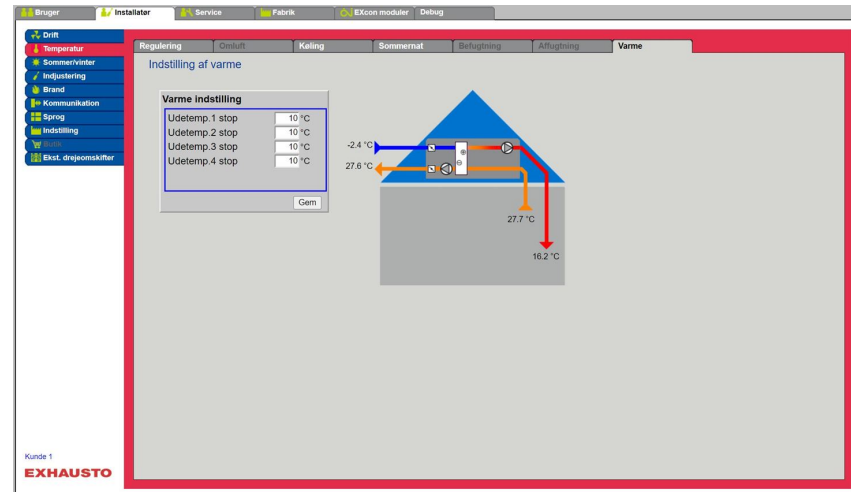 Bruger
Installatør
Service
Fabrik
EXcon moduler
Debug
Drift
Temperatur
Sommer/vinter
Indjustering
Brand
Kommunikation
Sprog
Indstilling
Butik
Ekst. drejeomskifter
Regulering
Omluft
Køling
Sommernat
Befugtning
Affugtning
Varme
Indstilling af varme
Varme indstilling
Udetemp.1 stop 10 °C
Udetemp.2 stop 10 °C
Udetemp.3 stop 10 °C
Udetemp.4 stop 10 °C
Gem
-2.4 °C
27.6 °C
27.7 °C
16.2 °C
Kunde 1
EXHAUSTO